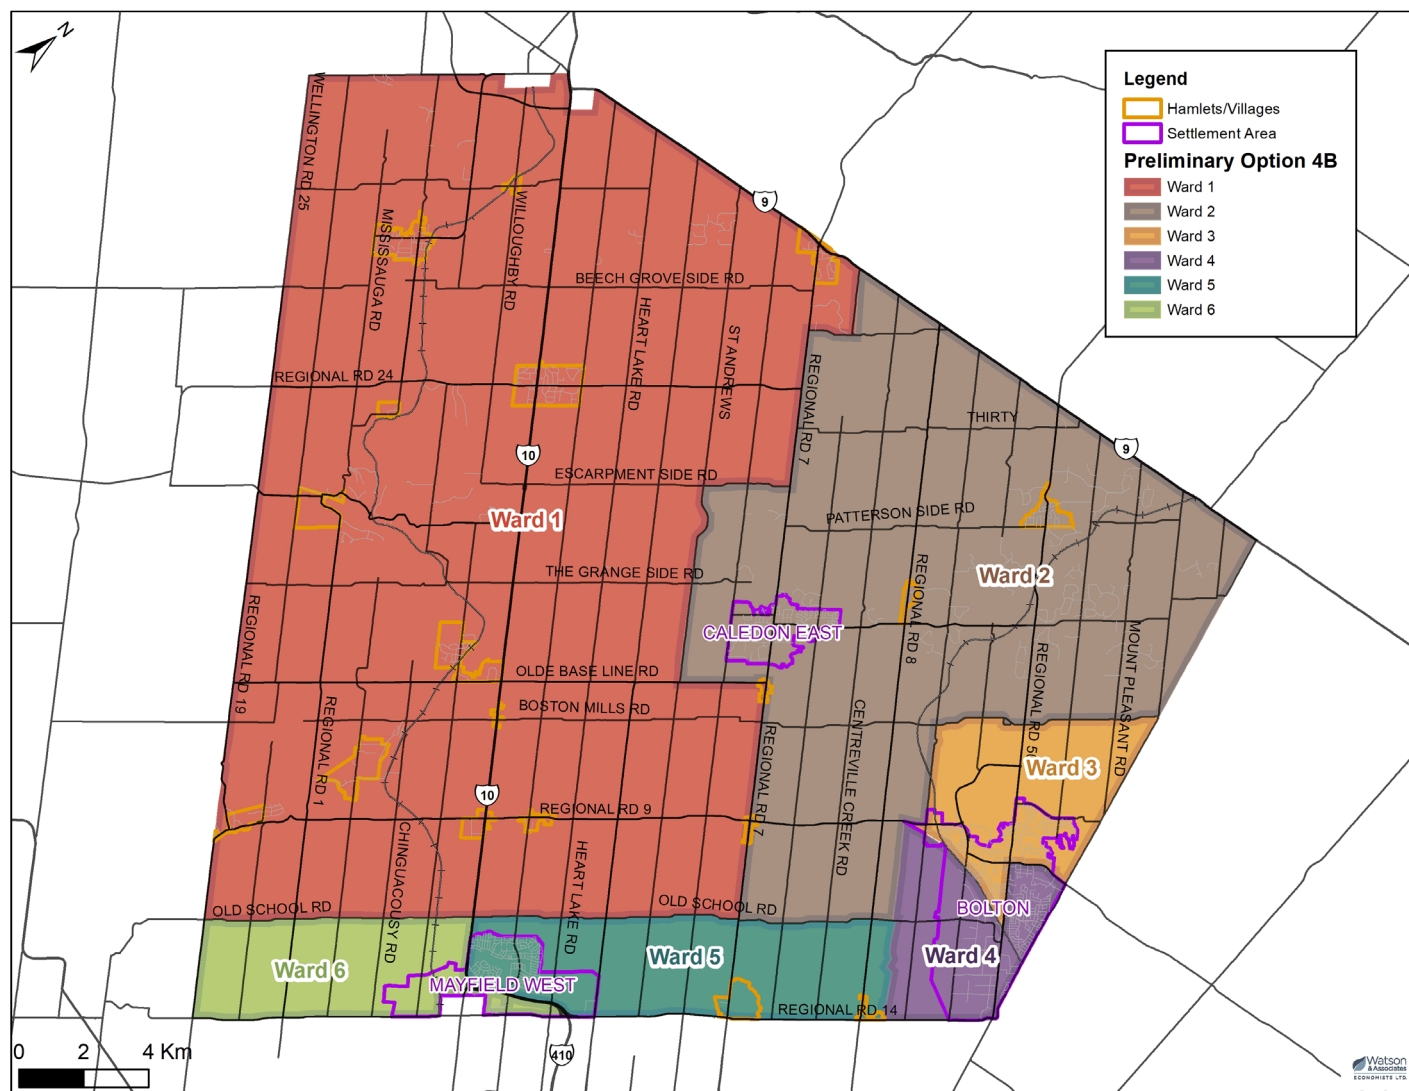 N
Legend
Hamlets/Villages
Settlement Area
Preliminary Option 4B
Ward 1
Ward 2
Ward 3
Ward 4
Ward 5
Ward 6
WELLINGTON RD 25
MISSISSAUGA RD
WILLOUGHBY RD
9
BEECH GROVE SIDE RD
HEART LAKE RD
ST ANDREWS
REGIONAL RD 7
REGIONAL RD 24
THIRTY
9
10
ESCARPMENT SIDE RD
Ward 1
PATTERSON SIDE RD
THE GRANGE SIDE RD
Ward 2
REGIONAL RD 8
CALEDON EAST
REGIONAL RD 19
MOUNT PLEASANT RD
REGIONAL RD 5
OLDE BASE LINE RD
BOSTON MILLS RD
REGIONAL RD 1
CENTREVILLE CREEK RD
REGIONAL RD 7
Ward 3
10
REGIONAL RD 9
CHINGUACOUSY RD
HEART LAKE RD
OLD SCHOOL RD
OLD SCHOOL RD
BOLTON
Ward 6
Ward 5
Ward 4
MAYFIELD WEST
REGIONAL RD 14
410
0 2 4 Km
Watson
& Associates
ECONOMISTS LTD.